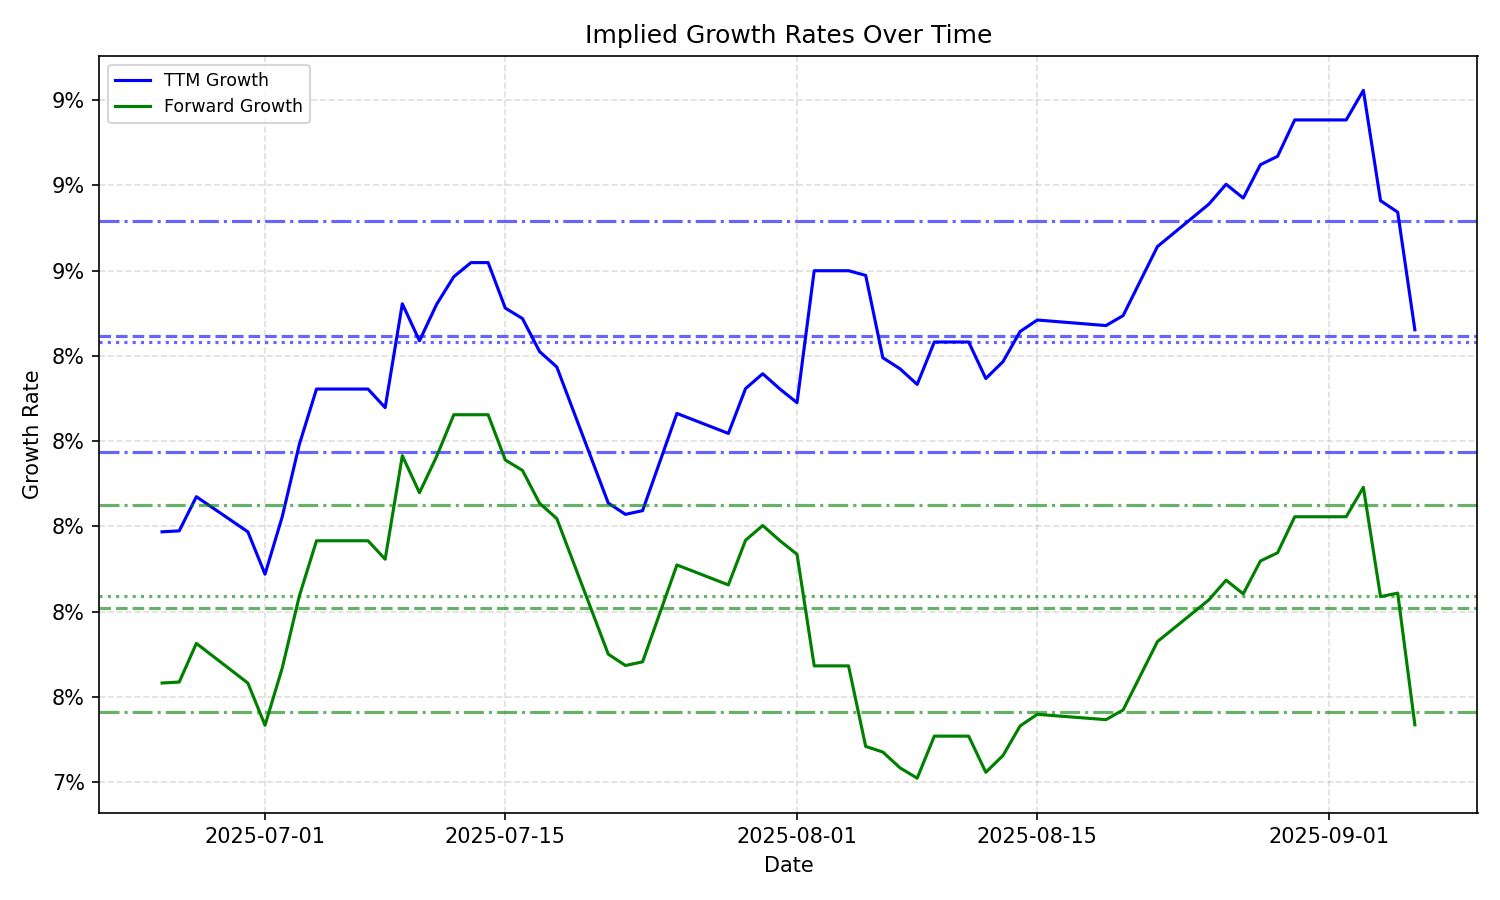 Implied Growth Rates Over Time
TTM Growth
Forward Growth
9%
9%
9%
8%
8%
8%
8%
8%
7%
Growth Rate
2025-07-01
2025-07-15
2025-08-01
2025-08-15
2025-09-01
Date